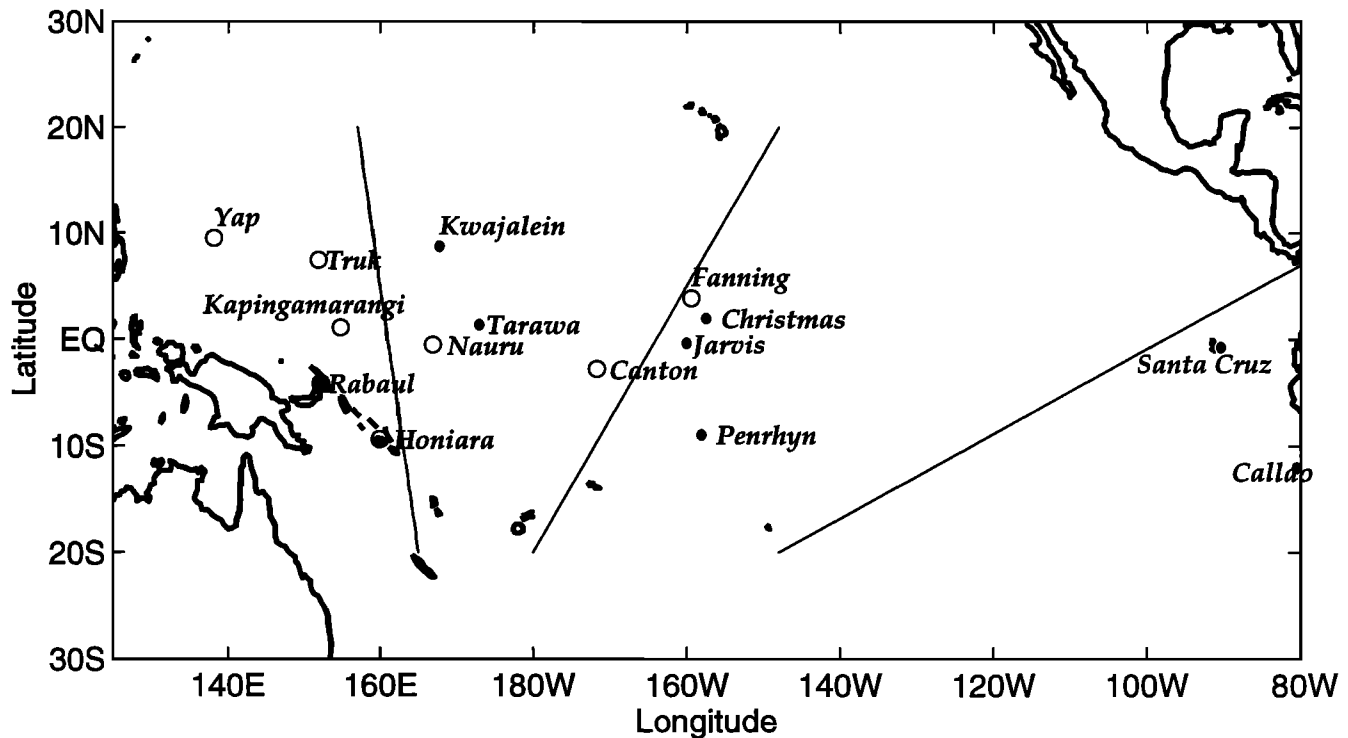 30N
20N
10N
EQ
10S
20S
30S
Latitude
Yap
Truk
Kwajalein
Kapingamarangi
Tarawa
Nauru
Rabaul
Honiara
Fanning
Christmas
Jarvis
Canton
Penrhyn
Santa Cruz
Callao
140E 160E 180W 160W 140W 120W 100W 80W
Longitude